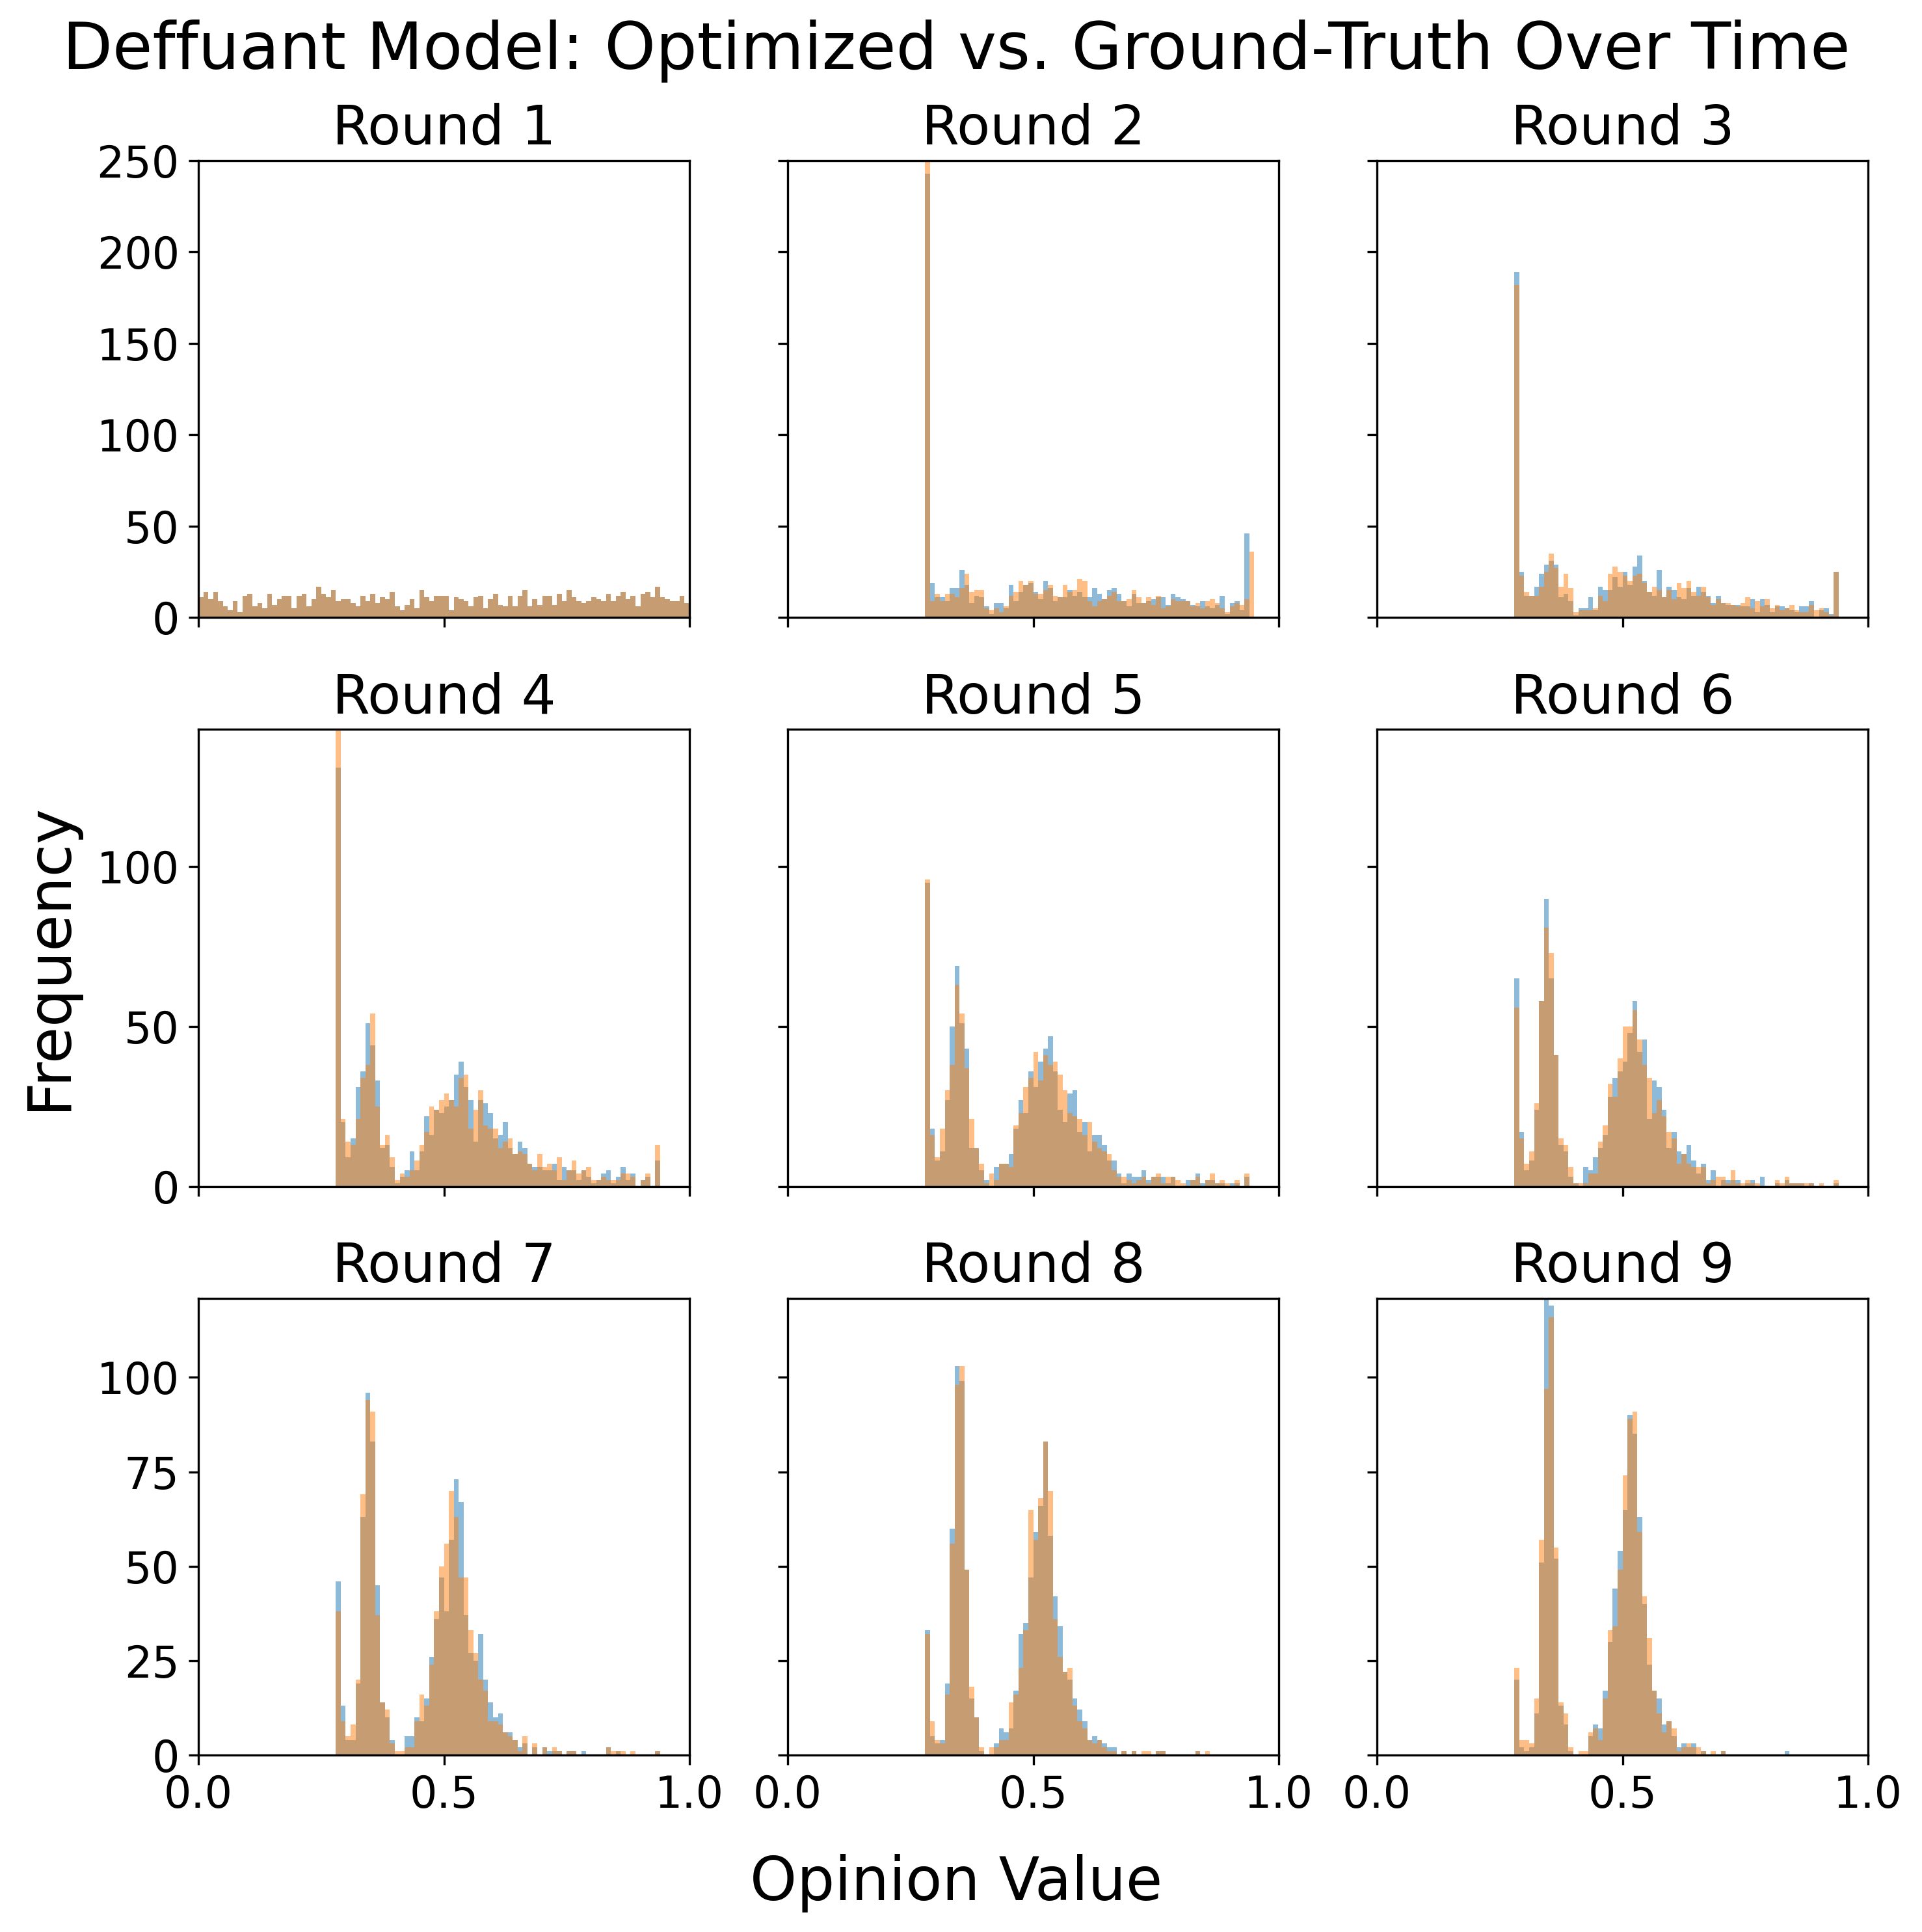 Deffuant Model: Optimized vs. Ground-Truth Over Time
Round 1
Round 2
Round 3
250
200
150
100
50
0
Round 4
Round 5
Round 6
100
50
0
Frequency
Round 7
Round 8
Round 9
100
75
50
25
0
0.0 0.5 1.0
0.0 0.5 1.0
0.0 0.5 1.0
Opinion Value